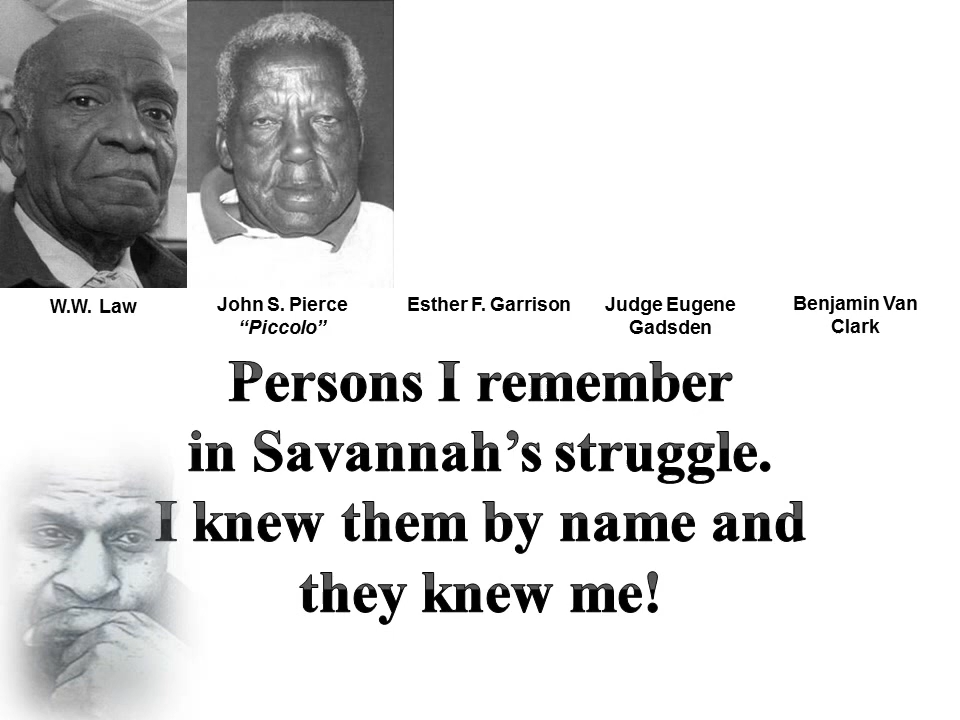 W.W. Law
John S. Pierce
“Piccolo”
Esther F. Garrison
Judge Eugene
Gadsden
Benjamin Van
Clark
Persons I remember
in Savannah’s struggle.
I knew them by name and
they knew me!